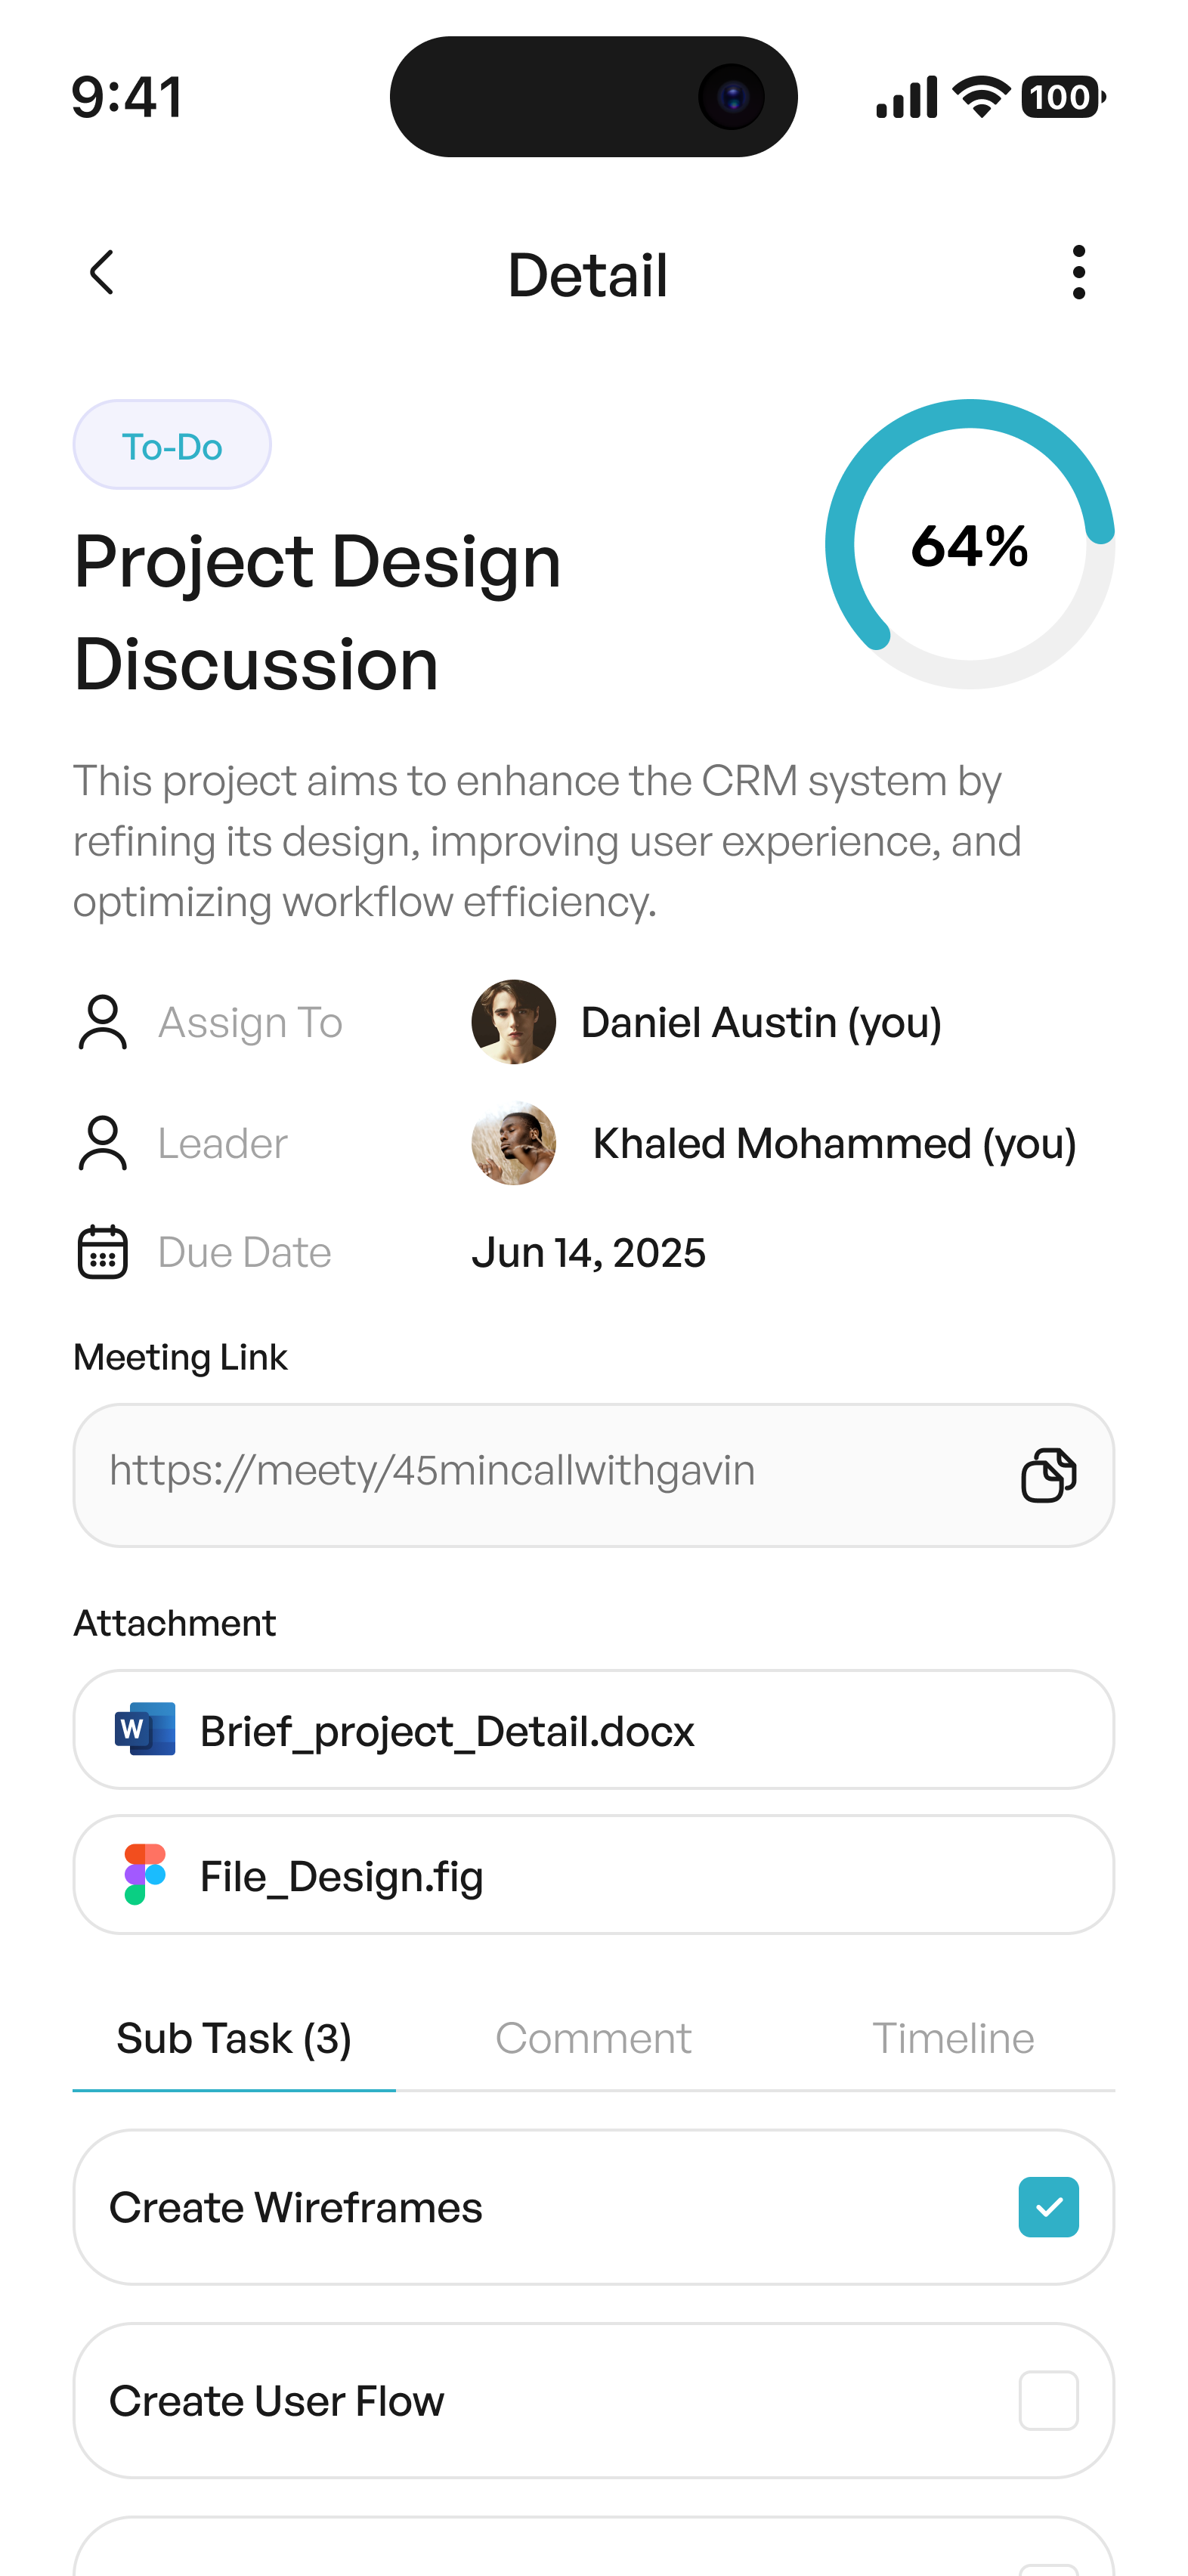 9:41
100
Detail
To-Do
64%
Project Design
Discussion
This project aims to enhance the CRM system by
refining its design, improving user experience, and
optimizing workflow efficiency.
Assign To
Daniel Austin (you)
Leader
Khaled Mohammed (you)
Due Date
Jun 14, 2025
Meeting Link
https://meety/45mincallwithgavin
Attachment
W
Brief_project_Detail.docx
File_Design.fig
Sub Task (3)
Comment
Timeline
Create Wireframes
Create User Flow